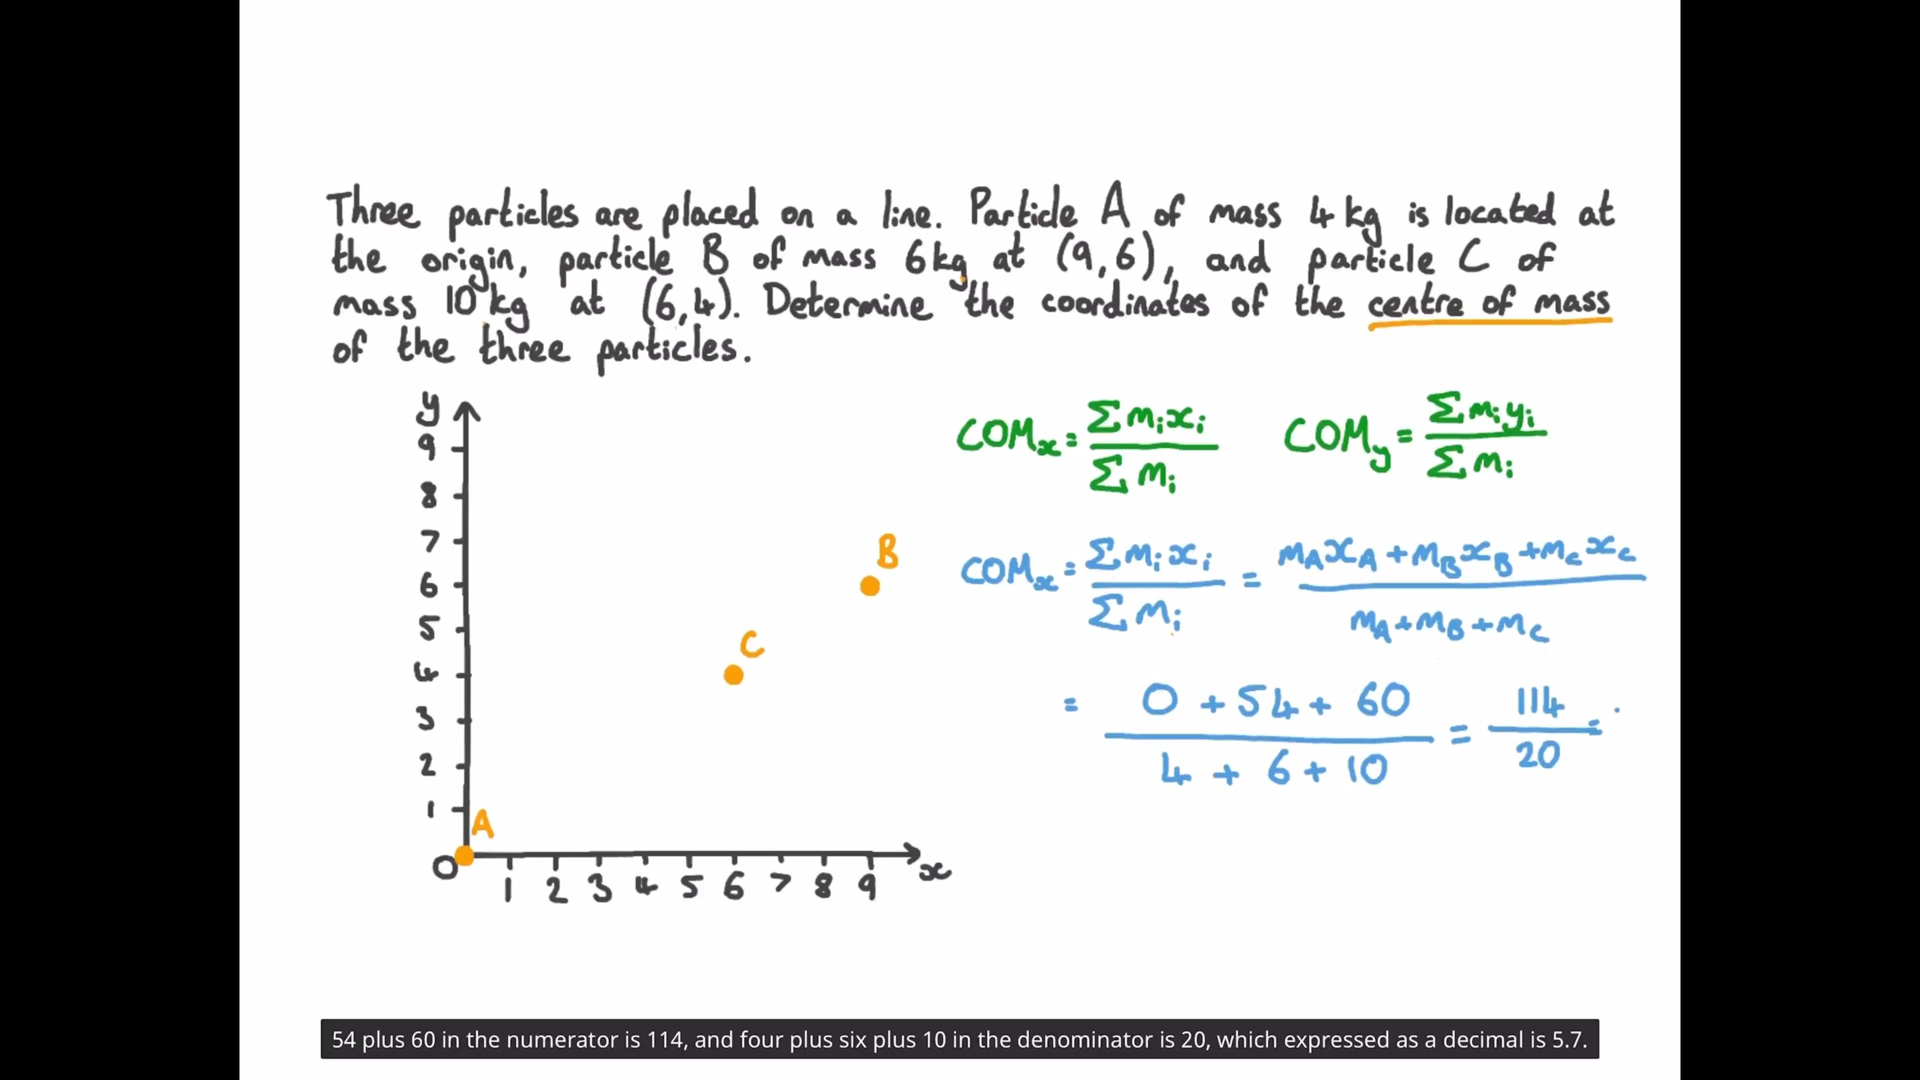 Three particles are placed on a line. Particle A of mass 4 kg is located at
the origin, particle B of mass 6 kg at (9,6), and particle C of
mass 10 kg at (6,4). Determine the coordinates of the centre of mass
of the three particles.
y
9
8
7
6
5
4
3
2
1
0
1 2 3 4 5 6 7 8 9 x
A
B
C
COMₓ = Σmᵢxᵢ / Σmᵢ
COMy = Σmᵢyᵢ / Σmᵢ
COMₓ = Σmᵢxᵢ / Σmᵢ = mAxA + mBxB + mCxC / mA + mB + mC
= 0 + 54 + 60 / 4 + 6 + 10 = 114 / 20 =
54 plus 60 in the numerator is 114, and four plus six plus 10 in the denominator is 20, which expressed as a decimal is 5.7.